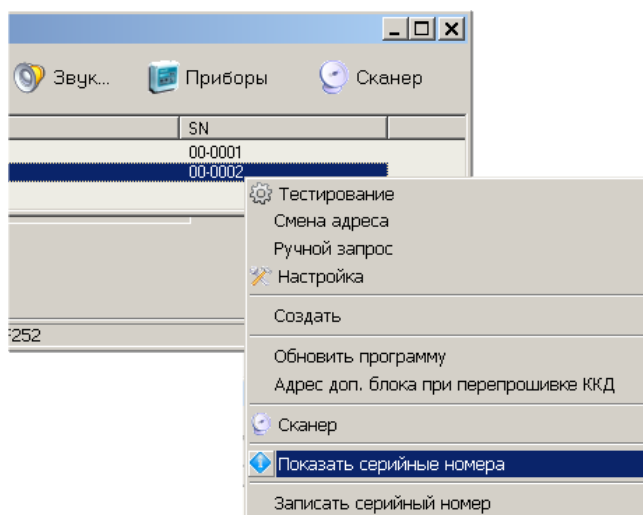 Звук...
Приборы
Сканер
SN
00-0001
00-0002
Тестирование
Смена адреса
Ручной запрос
Настройка
Создать
F252
Обновить программу
Адрес доп. блока при перепрошивке ККД
Сканер
Показать серийные номера
Записать серийный номер